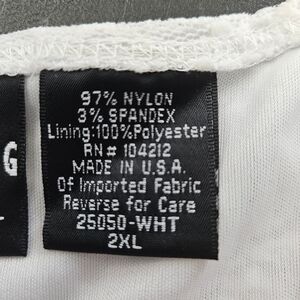 97% NYLON
3% SPANDEX
Lining:100%Polyester
RN# 104212
MADE IN U.S.A.
Of Imported Fabric
Reverse for Care
25050-WHT
2XL
G